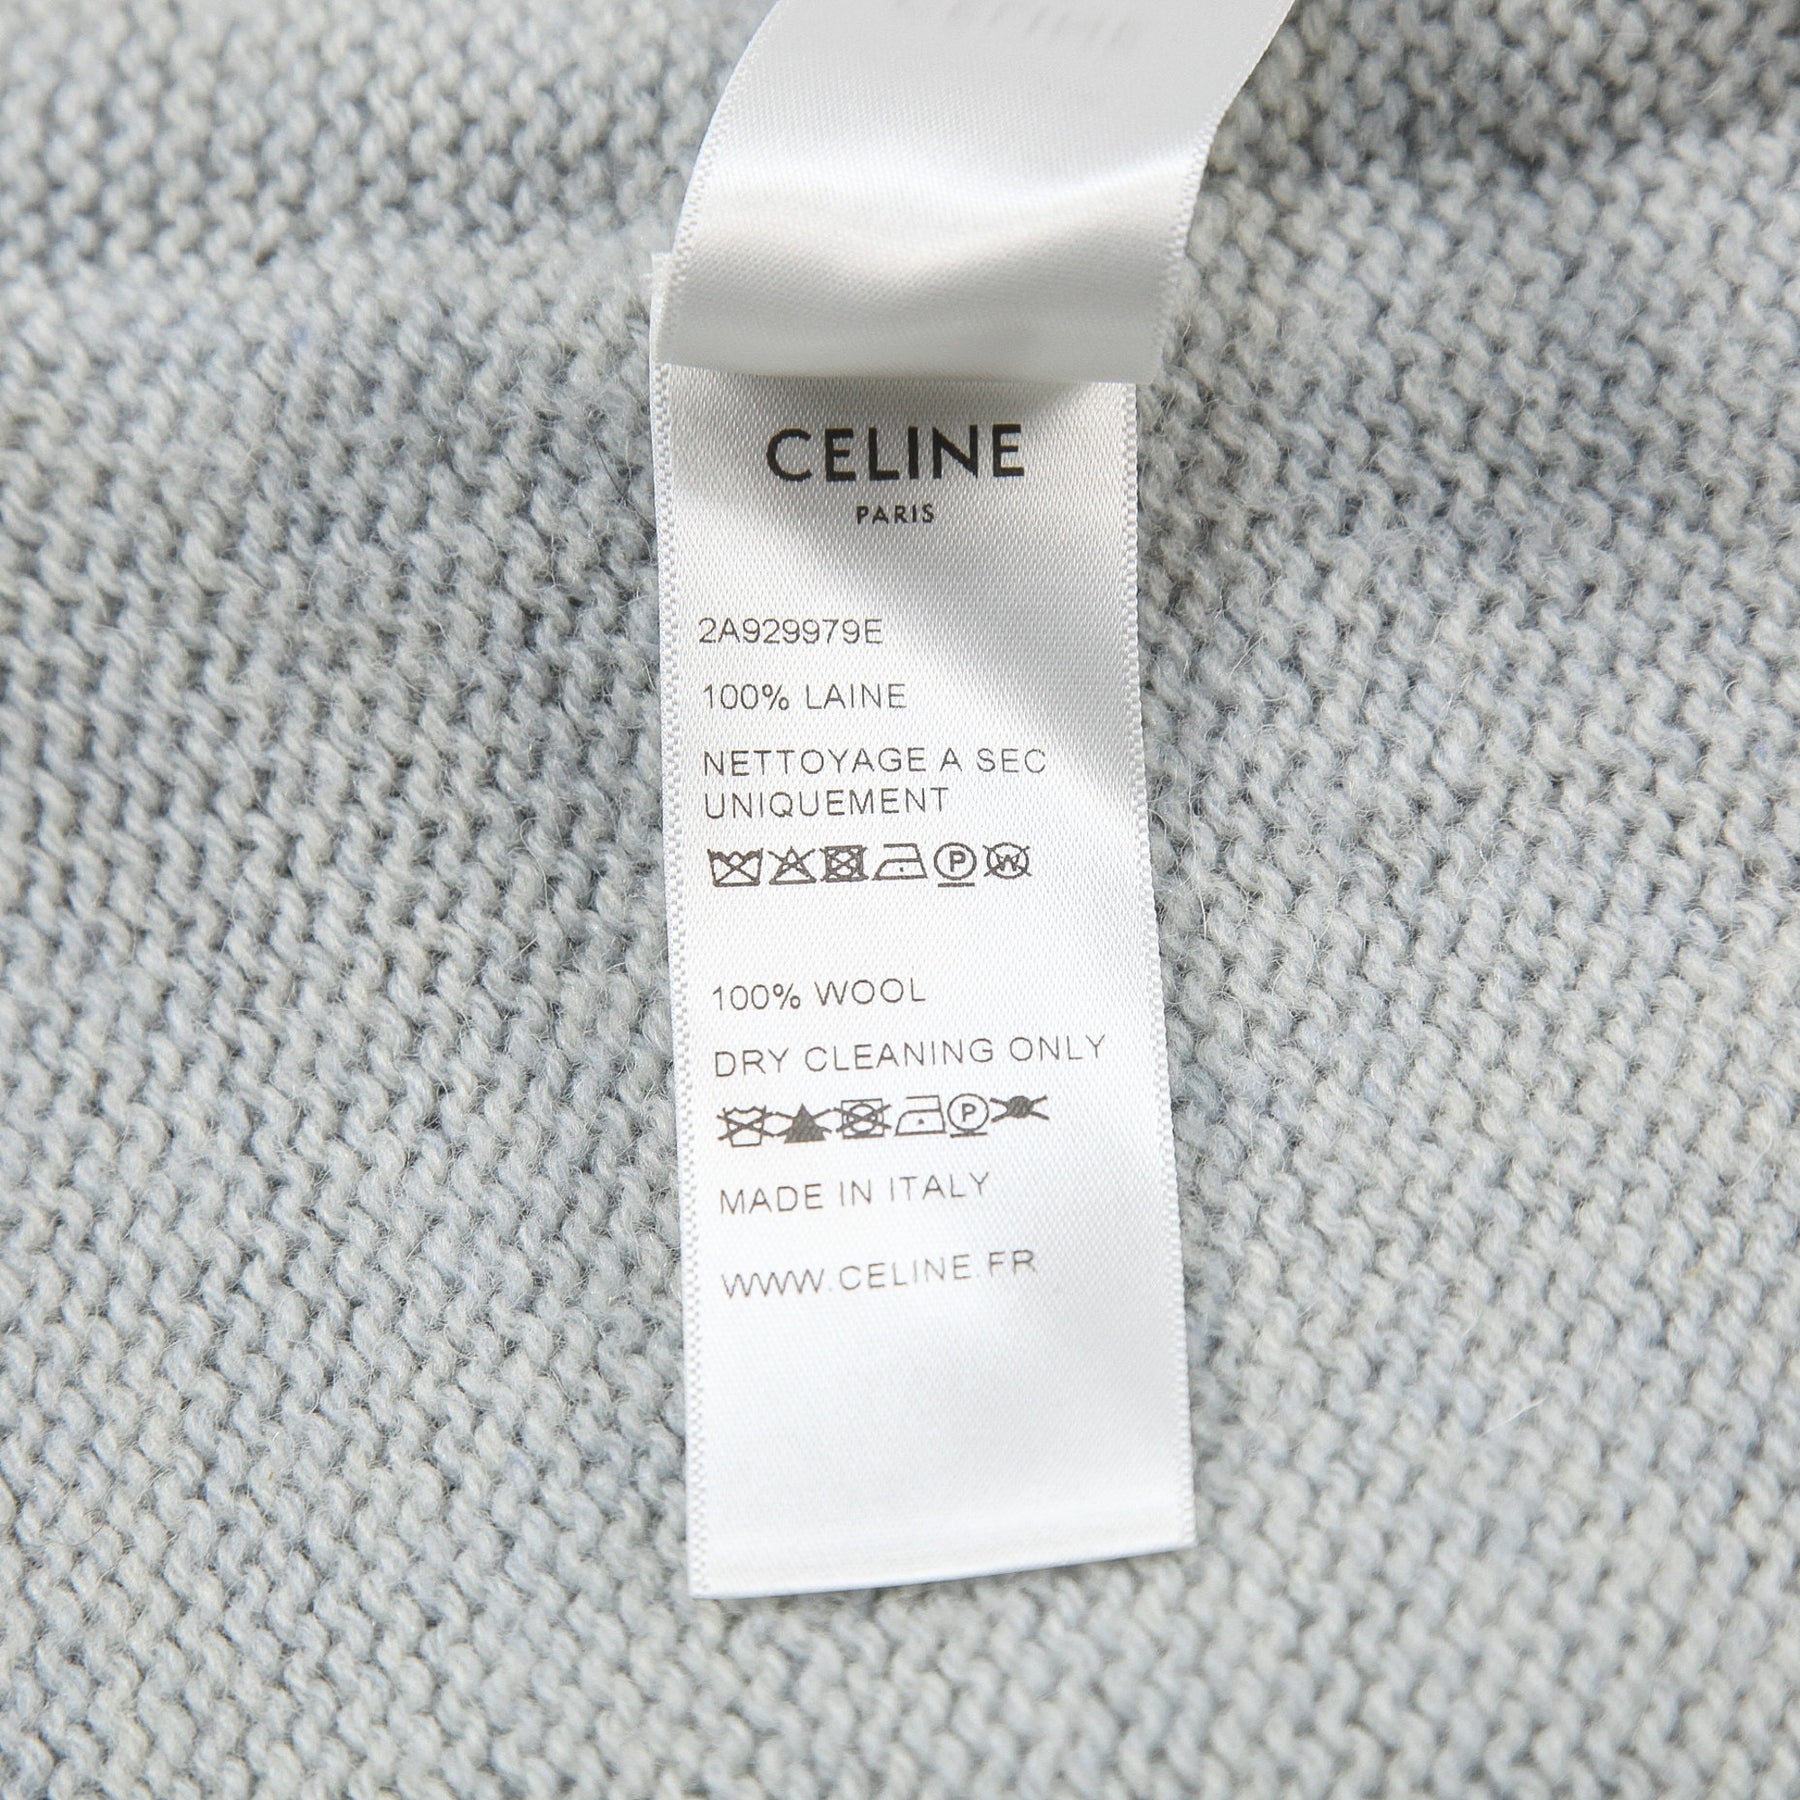 CELINE
PARIS
2A929979E
100% LAINE
NETTOYAGE A SEC
UNIQUEMENT
P W
100% WOOL
DRY CLEANING ONLY
P
MADE IN ITALY
WWW.CELINE.FR